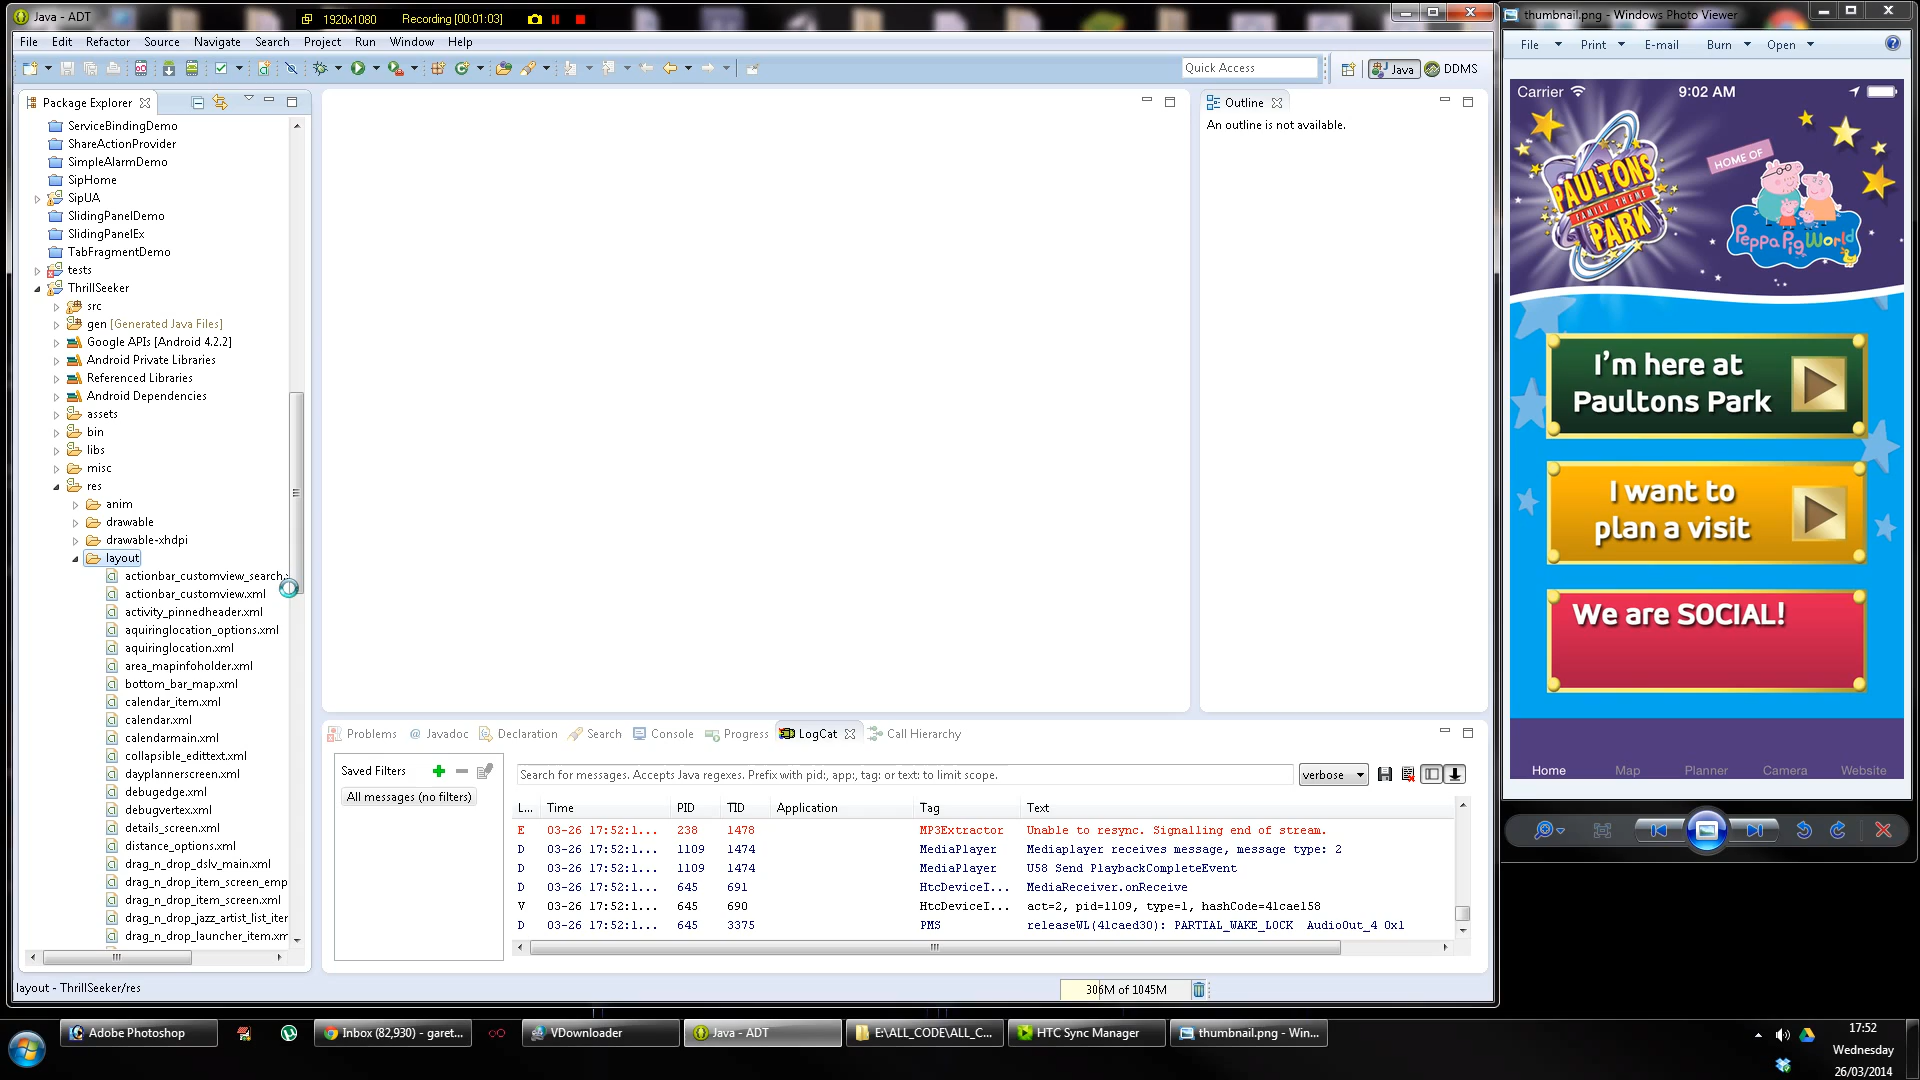 Java - ADT
1920x1080
Recording [00:01:03]
File Edit Refactor Source Navigate Search Project Run Window Help
Quick Access
Java
DDMS
Package Explorer
ServiceBindingDemo
ShareActionProvider
SimpleAlarmDemo
SipHome
SipUA
SlidingPanelDemo
SlidingPanelEx
TabFragmentDemo
tests
ThrillSeeker
src
gen [Generated Java Files]
Google APIs [Android 4.2.2]
Android Private Libraries
Referenced Libraries
Android Dependencies
assets
bin
libs
misc
res
anim
drawable
drawable-xhdpi
layout
actionbar_customview_search.
actionbar_customview.xml
activity_pinnedheader.xml
aquiringlocation_options.xml
aquiringlocation.xml
area_mapinfoholder.xml
bottom_bar_map.xml
calendar_item.xml
calendar.xml
calendarmain.xml
collapsible_edittext.xml
dayplannerscreen.xml
debugedge.xml
debugvertex.xml
details_screen.xml
distance_options.xml
drag_n_drop_dslv_main.xml
drag_n_drop_item_screen_emp
drag_n_drop_item_screen.xml
drag_n_drop_jazz_artist_list_iter
drag_n_drop_launcher_item.xm
layout - ThrillSeeker/res
Outline
An outline is not available.
Problems @ Javadoc Declaration Search Console Progress LogCat Call Hierarchy
Saved Filters
All messages (no filters)
Search for messages. Accepts Java regexes. Prefix with pid:, app:, tag: or text: to limit scope.
verbose
L... Time PID TID Application Tag Text
E 03-26 17:52:1... 238 1478 MP3Extractor Unable to resync. Signalling end of stream.
D 03-26 17:52:1... 1109 1474 MediaPlayer Mediaplayer receives message, message type: 2
D 03-26 17:52:1... 1109 1474 MediaPlayer U58 Send PlaybackCompleteEvent
D 03-26 17:52:1... 645 691 HtcDeviceI... MediaReceiver.onReceive
V 03-26 17:52:1... 645 690 HtcDeviceI... act=2, pid=1109, type=1, hashCode=41cae158
D 03-26 17:52:1... 645 3375 PMS releaseWL(41caed30): PARTIAL_WAKE_LOCK AudioOut_4 0x1
306M of 1045M
thumbnail.png - Windows Photo Viewer
File Print E-mail Burn Open
Carrier 9:02 AM
PAULTONS
FAMILY THEME
PARK
HOME OF
Peppa Pig World
I'm here at
Paultons Park
I want to
plan a visit
We are SOCIAL!
Home Map Planner Camera Website
Adobe Photoshop
Inbox (82,930) - garet...
VDownloader
Java - ADT
E:\ALL_CODE\ALL_C...
HTC Sync Manager
thumbnail.png - Win...
17:52
Wednesday
26/03/2014